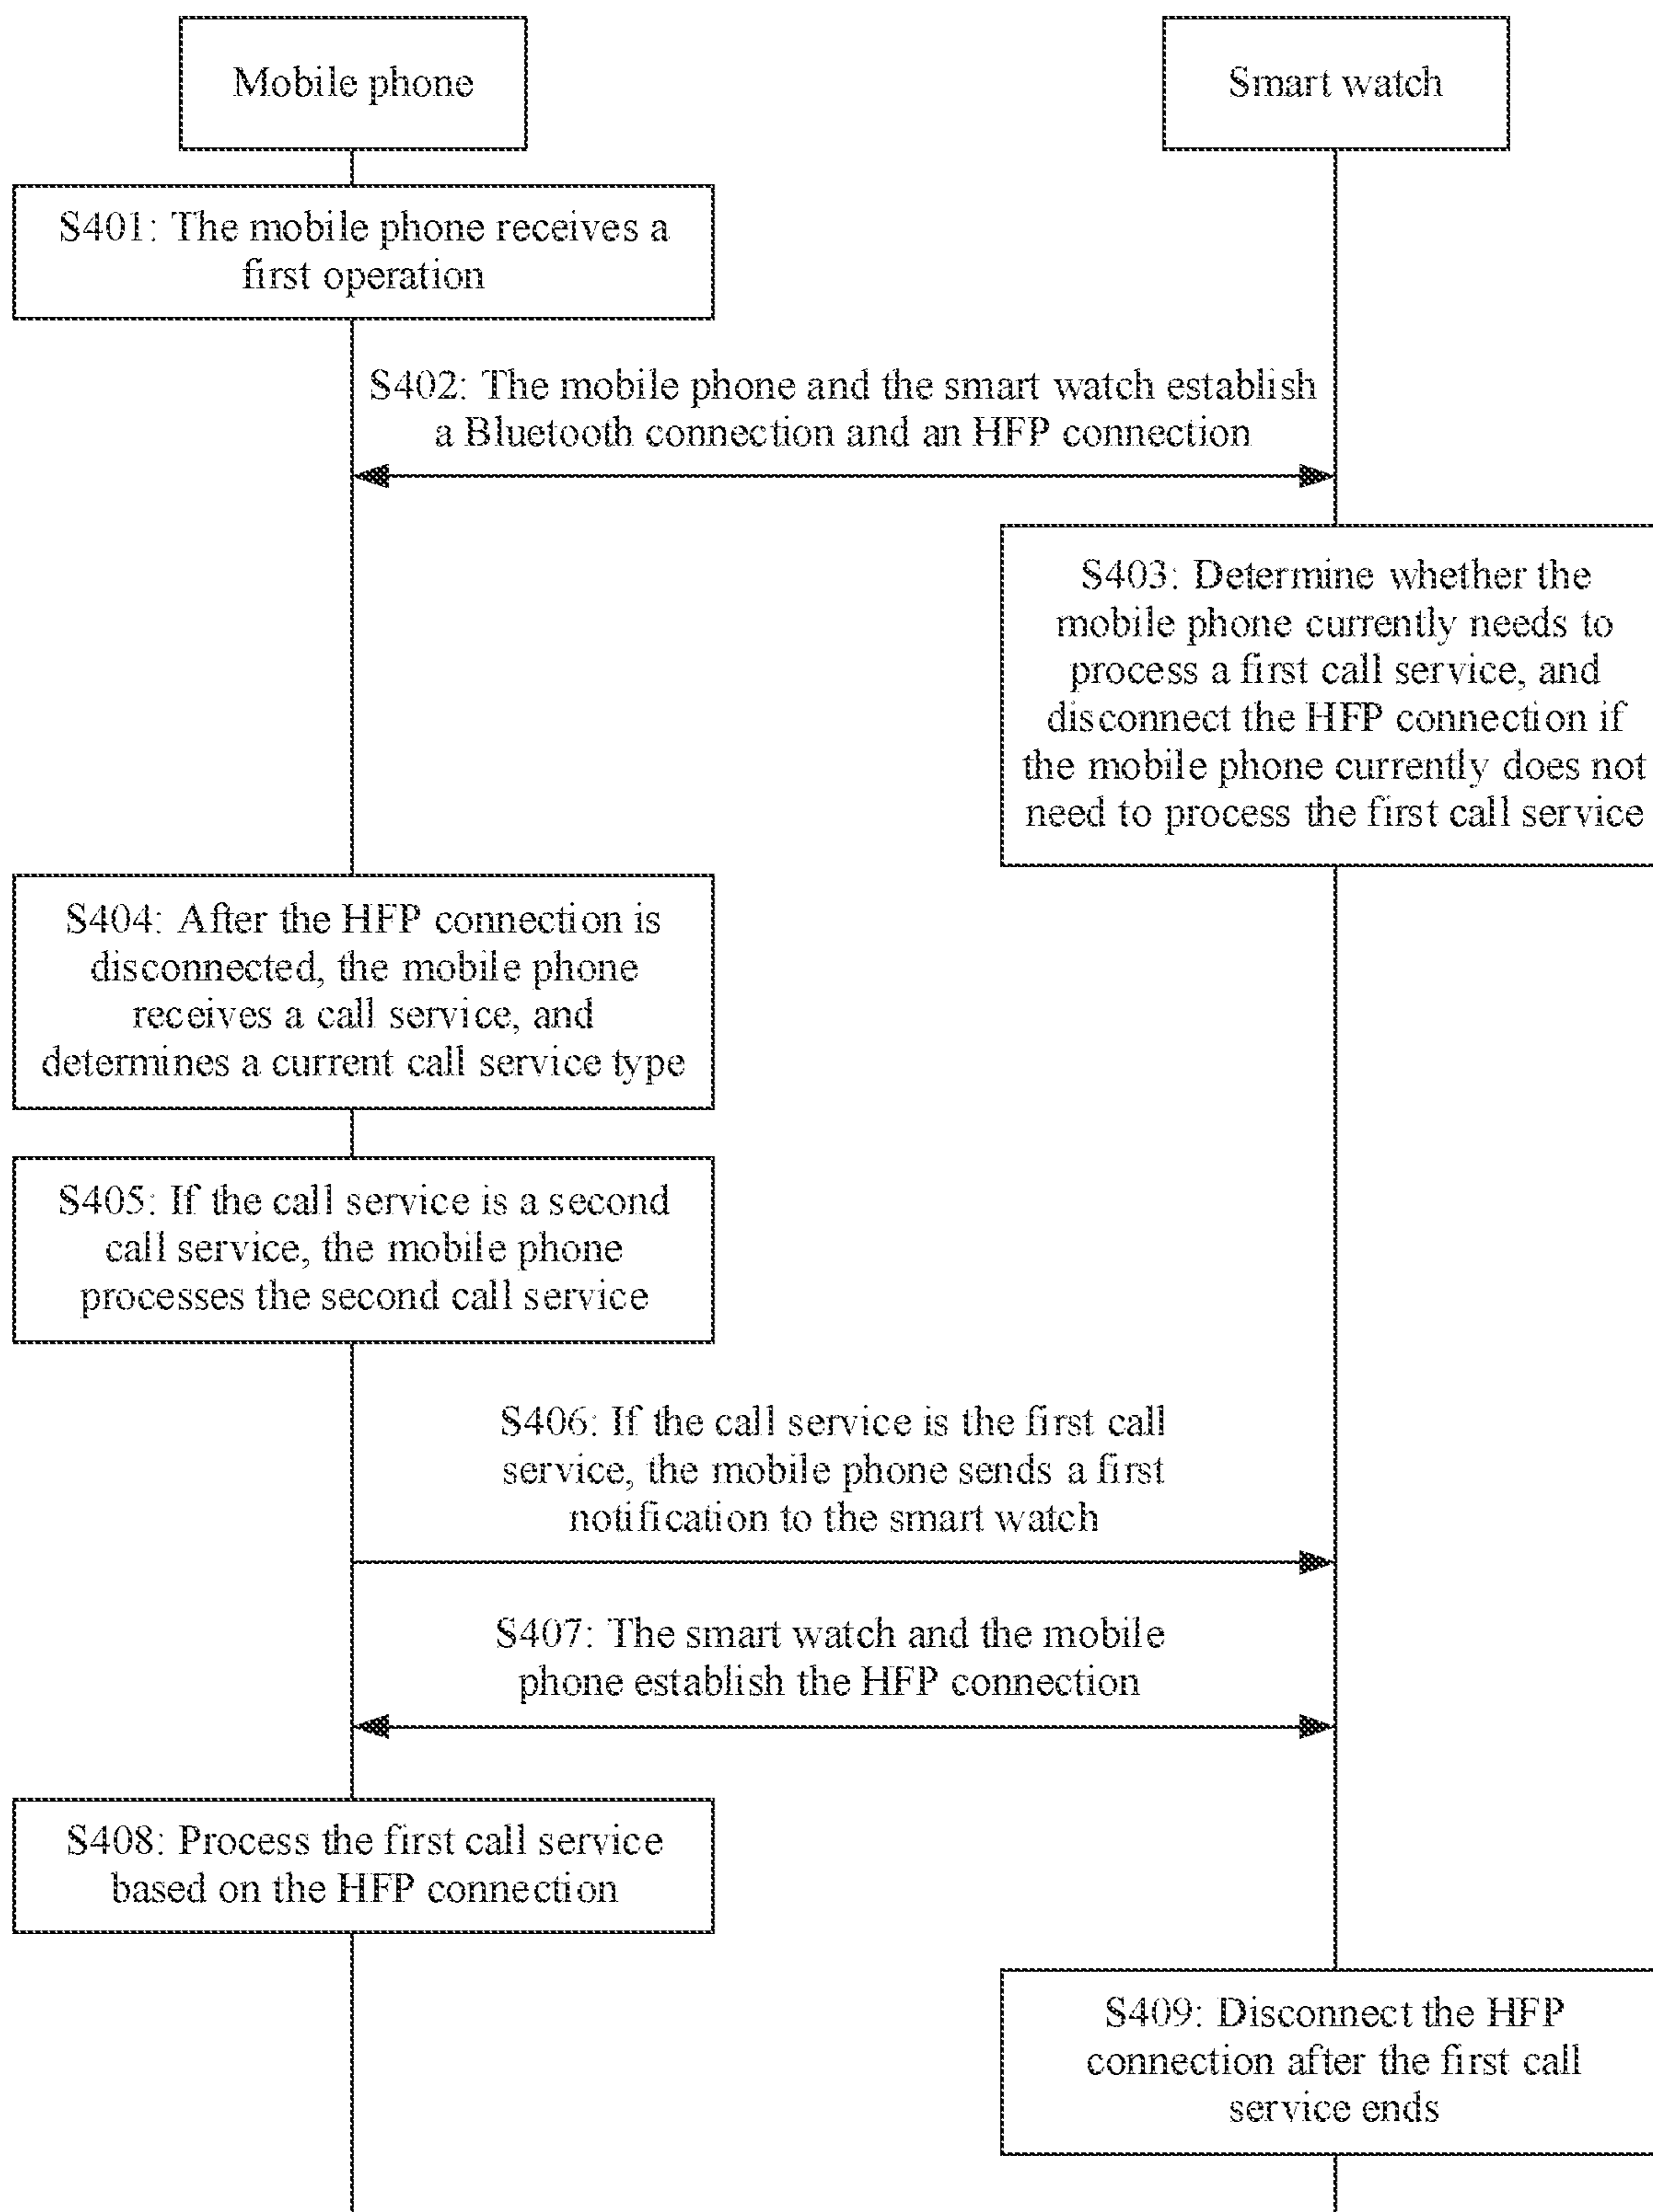 Mobile phone
Smart watch
S401: The mobile phone receives a
first operation
S402: The mobile phone and the smart watch establish
a Bluetooth connection and an HFP connection
S403: Determine whether the
mobile phone currently needs to
process a first call service, and
disconnect the HFP connection if
the mobile phone currently does not
need to process the first call service
S404: After the HFP connection is
disconnected, the mobile phone
receives a call service, and
determines a current call service type
S405: If the call service is a second
call service, the mobile phone
processes the second call service
S406: If the call service is the first call
service, the mobile phone sends a first
notification to the smart watch
S407: The smart watch and the mobile
phone establish the HFP connection
S408: Process the first call service
based on the HFP connection
S409: Disconnect the HFP
connection after the first call
service ends